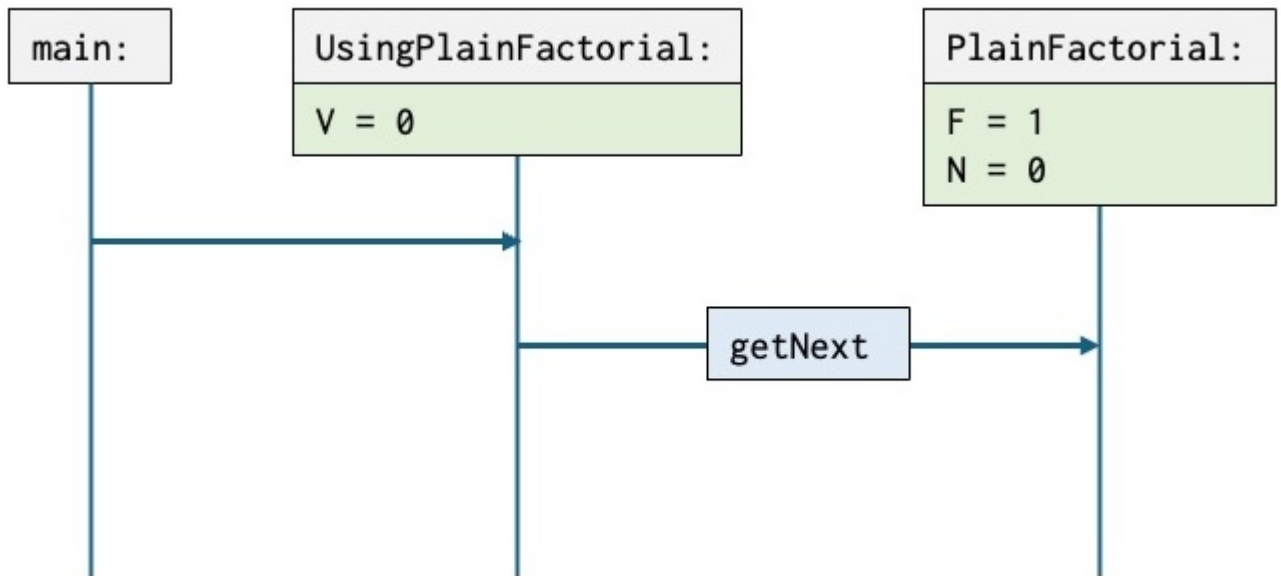 main:
UsingPlainFactorial:
V = 0
PlainFactorial:
F = 1
N = 0
getNext